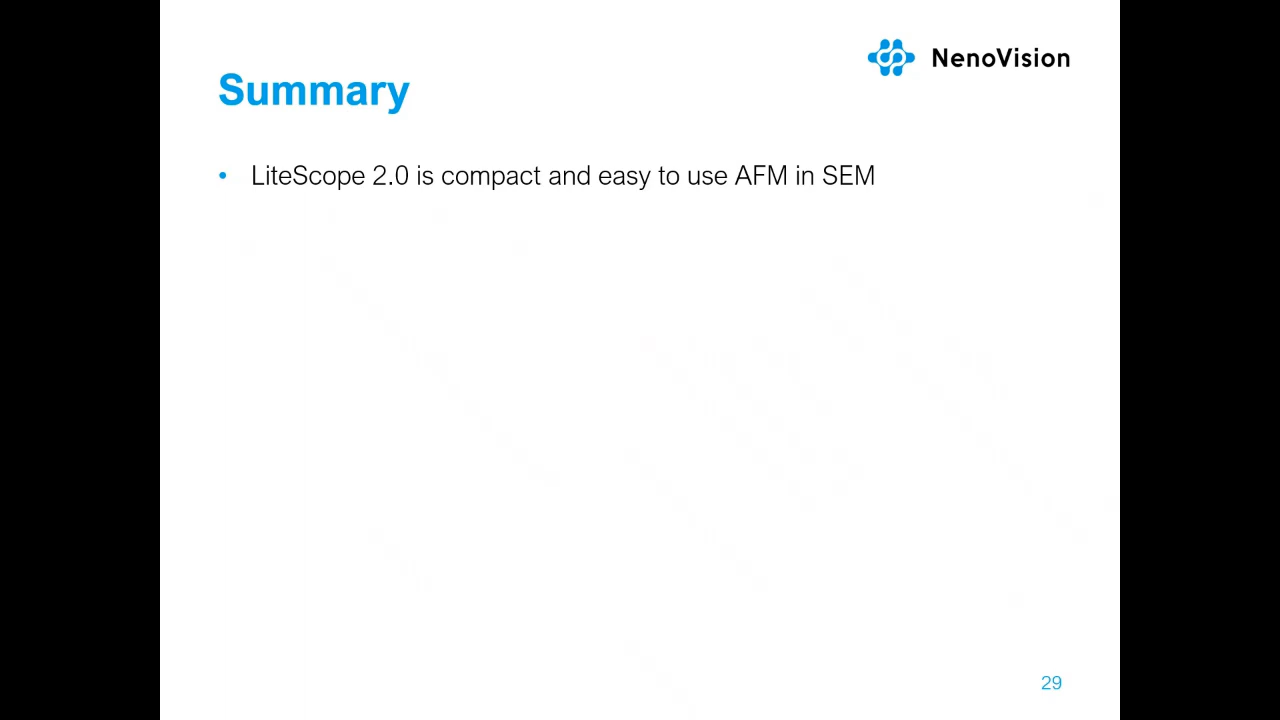 NenoVision
Summary
• LiteScope 2.0 is compact and easy to use AFM in SEM
29